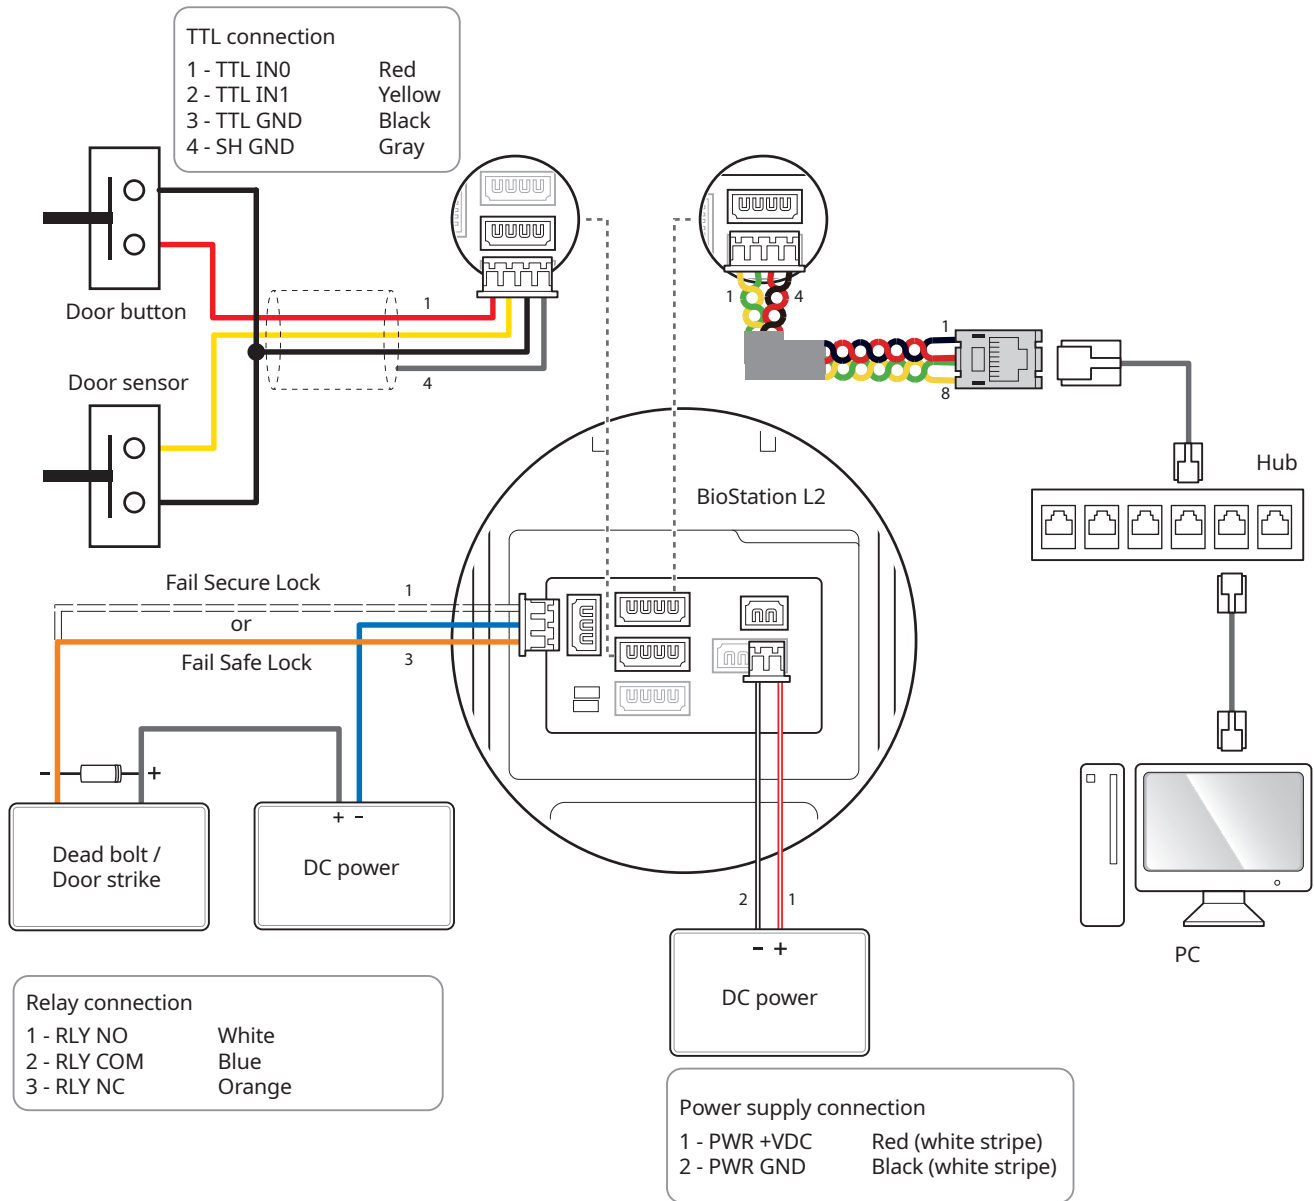 TTL connection
1 - TTL IN0 Red
2 - TTL IN1 Yellow
3 - TTL GND Black
4 - SH GND Gray
Door button
1
4
Door sensor
1 4
1
8
Hub
BioStation L2
Fail Secure Lock 1
or
Fail Safe Lock 3
- +
Dead bolt /
Door strike
+ -
DC power
2 1
- +
DC power
PC
Relay connection
1 - RLY NO White
2 - RLY COM Blue
3 - RLY NC Orange
Power supply connection
1 - PWR +VDC Red (white stripe)
2 - PWR GND Black (white stripe)